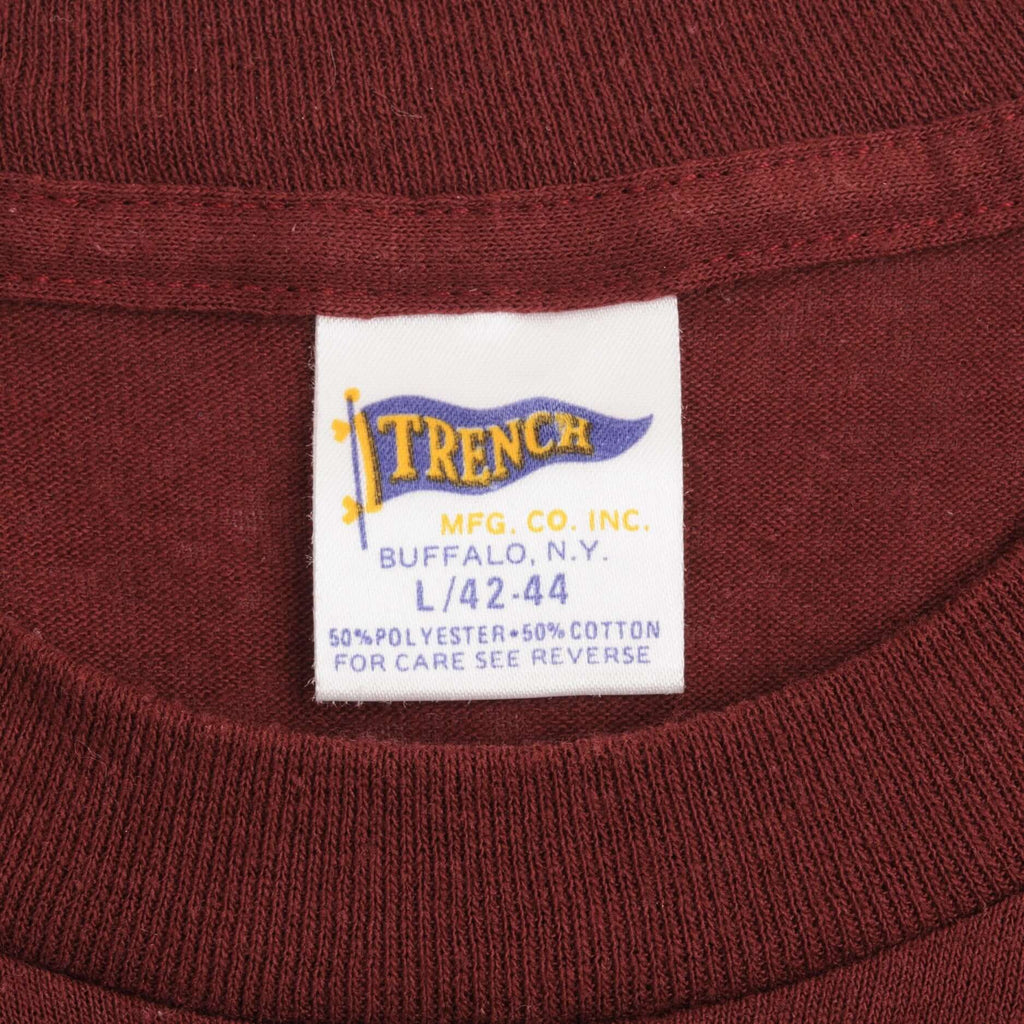 TRENCH
MFG. CO. INC.
BUFFALO, N.Y.
L/42-44
50%POLYESTER•50%COTTON
FOR CARE SEE REVERSE